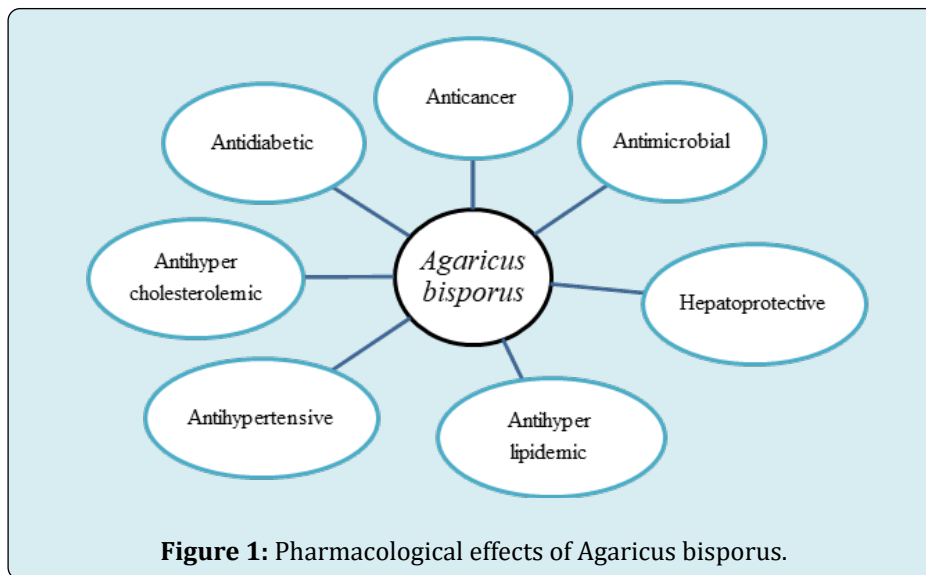 Anticancer
Antidiabetic
Antimicrobial
Agaricus
bisporus
Antihyper
cholesterolemic
Hepatoprotective
Antihypertensive
Antihyper
lipidemic
Figure 1: Pharmacological effects of Agaricus bisporus.